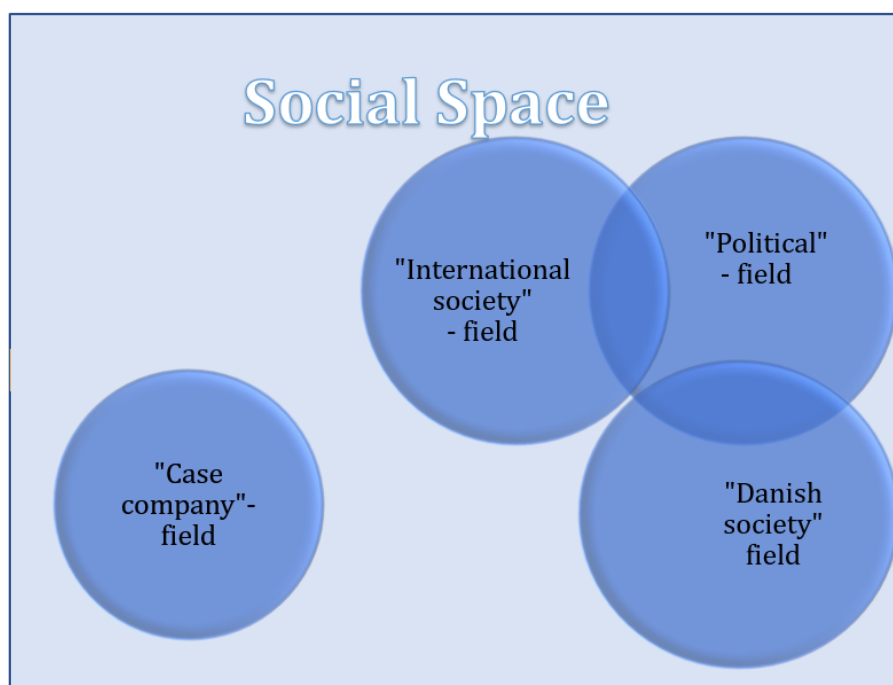 Social Space
"International
society"
- field
"Political"
- field
"Case
company"-
field
"Danish
society"
field